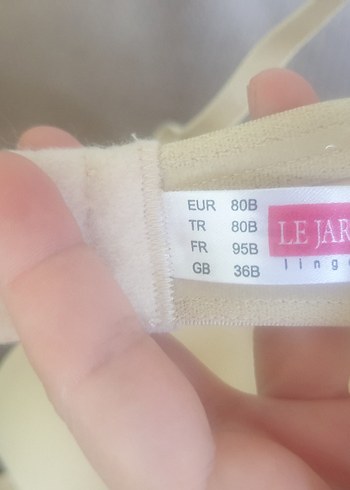 EUR 80B
TR 80B
FR 95B
GB 36B
LE JAR
linge